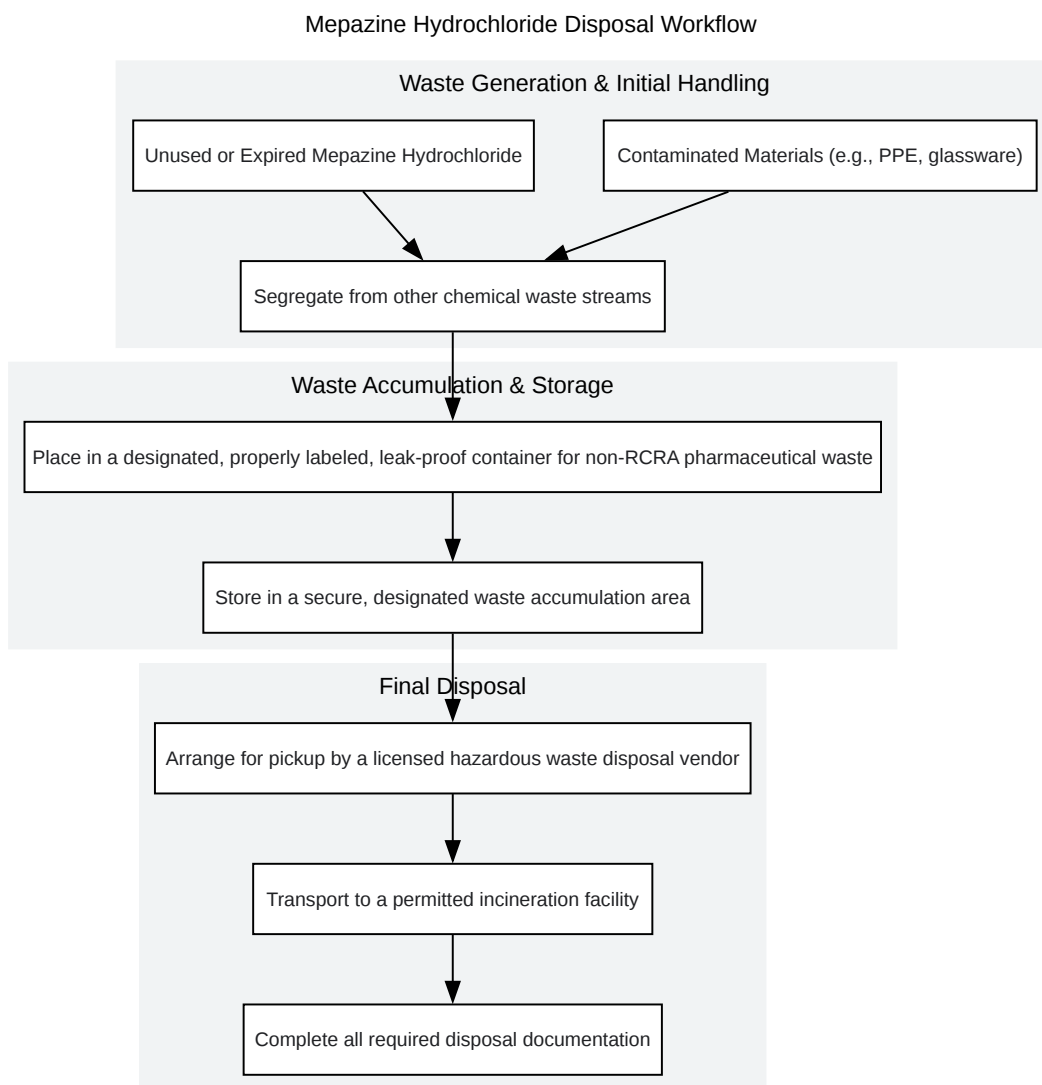 Mepazine Hydrochloride Disposal Workflow
Waste Generation & Initial Handling
Unused or Expired Mepazine Hydrochloride
Contaminated Materials (e.g., PPE, glassware)
Segregate from other chemical waste streams
Waste Accumulation & Storage
Place in a designated, properly labeled, leak-proof container for non-RCRA pharmaceutical waste
Store in a secure, designated waste accumulation area
Final Disposal
Arrange for pickup by a licensed hazardous waste disposal vendor
Transport to a permitted incineration facility
Complete all required disposal documentation